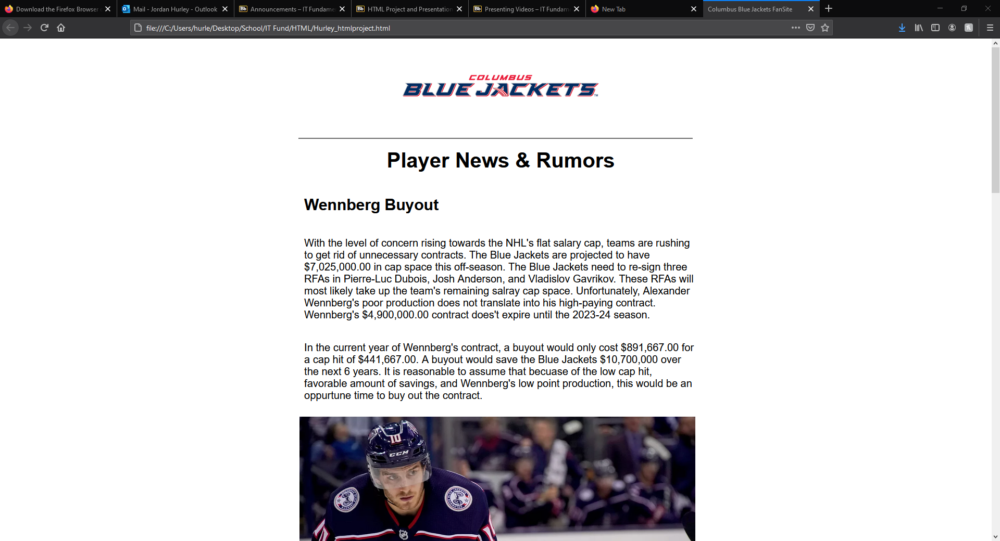 Download the Firefox Browser
Mail - Jordan Hurley - Outlook
Announcements – IT Fundame
HTML Project and Presentation
Presenting Videos – IT Fundam
New Tab
Columbus Blue Jackets FanSite
file:///C:/Users/hurle/Desktop/School/IT Fund/HTML/Hurley_htmlproject.html
COLUMBUS
BLUE JACKETS™
Player News & Rumors
Wennberg Buyout
With the level of concern rising towards the NHL's flat salary cap, teams are rushing
to get rid of unnecessary contracts. The Blue Jackets are projected to have
$7,025,000.00 in cap space this off-season. The Blue Jackets need to re-sign three
RFAs in Pierre-Luc Dubois, Josh Anderson, and Vladislov Gavrikov. These RFAs will
most likely take up the team's remaining salray cap space. Unfortunately, Alexander
Wennberg's poor production does not translate into his high-paying contract.
Wennberg's $4,900,000.00 contract does't expire until the 2023-24 season.
In the current year of Wennberg's contract, a buyout would only cost $891,667.00 for
a cap hit of $441,667.00. A buyout would save the Blue Jackets $10,700,000 over
the next 6 years. It is reasonable to assume that becuase of the low cap hit,
favorable amount of savings, and Wennberg's low point production, this would be an
oppurtune time to buy out the contract.
10
CCM